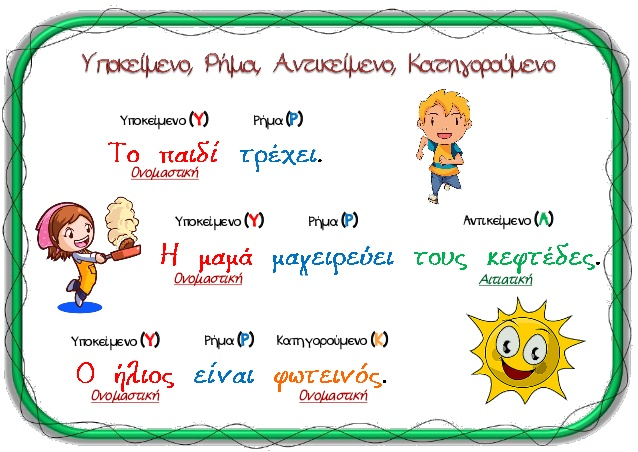 Υποκείμενο, Ρήμα, Αντικείμενο, Κατηγορούμενο
Υποκείμενο (Υ) Ρήμα (Ρ)
Το παιδί τρέχει.
Ονομαστική
Υποκείμενο (Υ) Ρήμα (Ρ) Αντικείμενο (Α)
Η μαμά μαγειρεύει τους κεφτέδες.
Ονομαστική Αιτιατική
Υποκείμενο (Υ) Ρήμα (Ρ) Κατηγορούμενο (Κ)
Ο ήλιος είναι φωτεινός.
Ονομαστική Ονομαστική